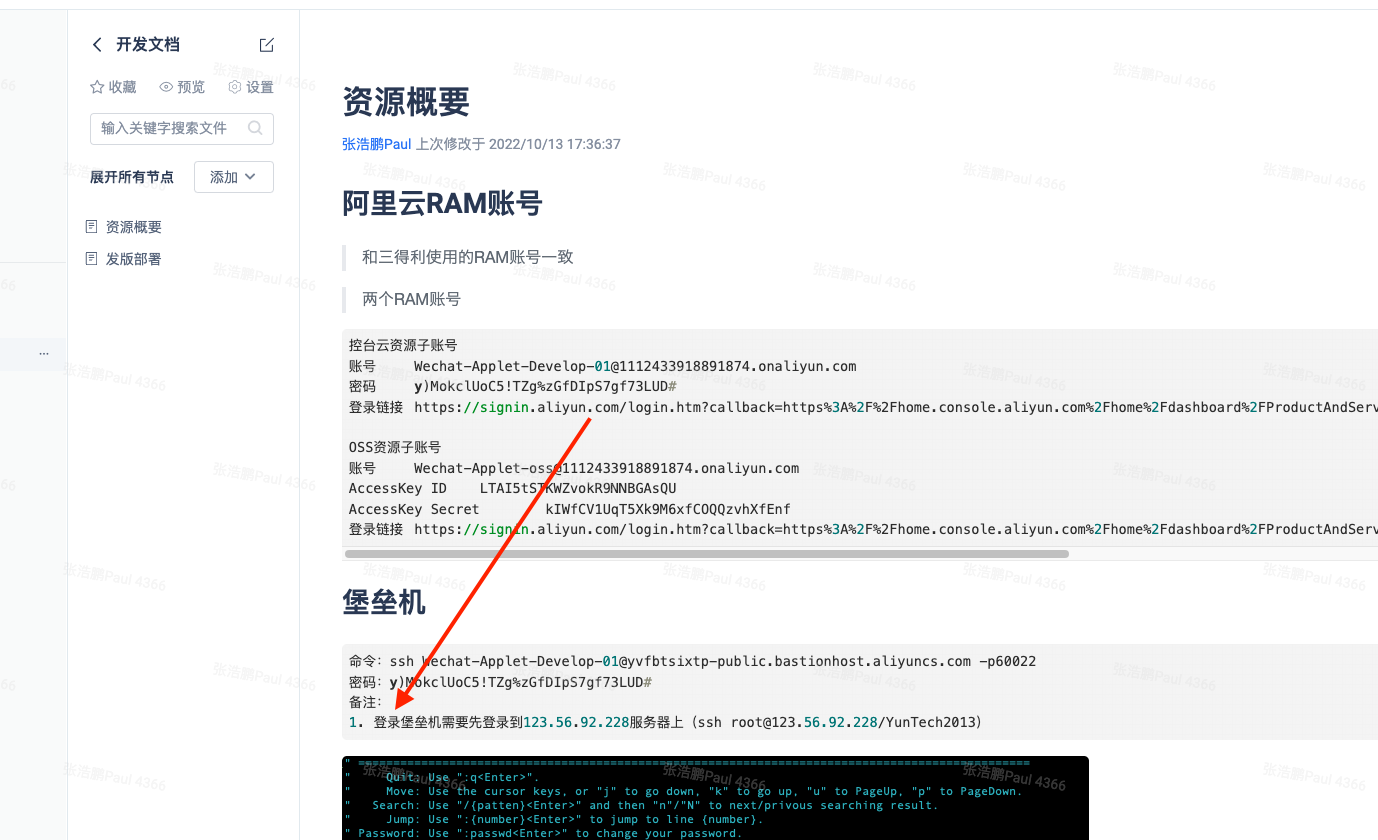 开发文档
收藏 预览 设置
输入关键字搜索文件
展开所有节点 添加
资源概要
发版部署
...
资源概要
张浩鹏Paul 上次修改于 2022/10/13 17:36:37
阿里云RAM账号
和三得利使用的RAM账号一致
两个RAM账号
控台云资源子账号
账号 Wechat-Applet-Develop-01@1112433918891874.onaliyun.com
密码 y)MokclUoC5!TZg%zGfDIpS7gf73LUD#
登录链接 https://signin.aliyun.com/login.htm?callback=https%3A%2F%2Fhome.console.aliyun.com%2Fhome%2Fdashboard%2FProductAndServ
OSS资源子账号
账号 Wechat-Applet-oss@1112433918891874.onaliyun.com
AccessKey ID LTAI5tSTKWZvokR9NNBGAsQU
AccessKey Secret kIWfCV1UqT5Xk9M6xfCOQQzvhXfEnf
登录链接 https://signin.aliyun.com/login.htm?callback=https%3A%2F%2Fhome.console.aliyun.com%2Fhome%2Fdashboard%2FProductAndServ
堡垒机
命令：ssh Wechat-Applet-Develop-01@yvfbtsixtp-public.bastionhost.aliyuncs.com -p60022
密码：y)MokclUoC5!TZg%zGfDIpS7gf73LUD#
备注：
1. 登录堡垒机需要先登录到123.56.92.228服务器上（ssh root@123.56.92.228/YunTech2013）
" Quit: Use ":q<Enter>".
" Move: Use the cursor keys, or "j" to go down, "k" to go up, "u" to PageUp, "p" to PageDown.
" Search: Use "/{patten}<Enter>" and then "n"/"N" to next/privous searching result.
" Jump: Use ":{number}<Enter>" to jump to line {number}.
" Password: Use ":passwd<Enter>" to change your password.
张浩鹏Paul 4366